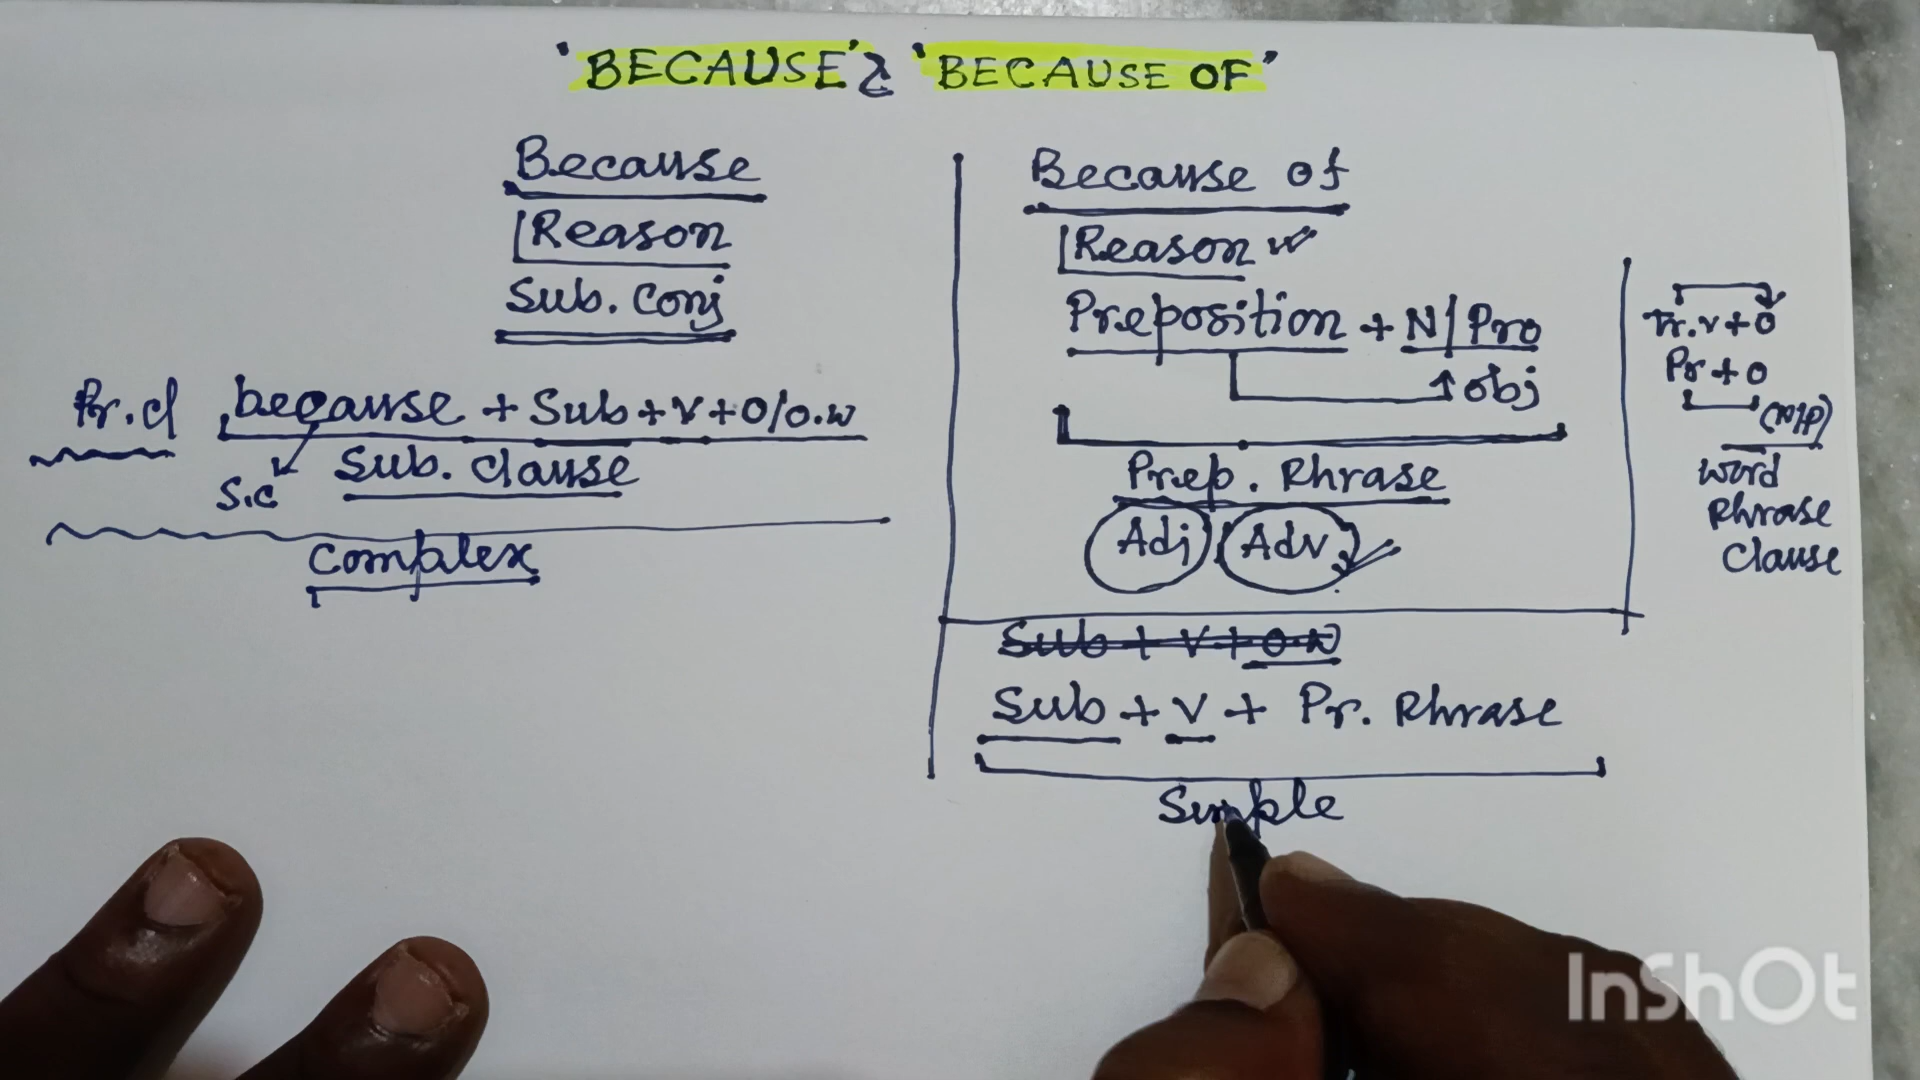 "BECAUSE" & "BECAUSE OF"
Because
Reason
Sub. Conj
Pr. cl because + Sub + V + O/O.W
S.C Sub. Clause
Complex
Because of
Reason
Preposition + N/Pro
obj
Prep. Phrase
Adj Adv
Sub + V + O.W
Sub + V + Pr. Phrase
Simple
Tr. V + O
Pr + O
(N/P)
word
Phrase
Clause
InShOt